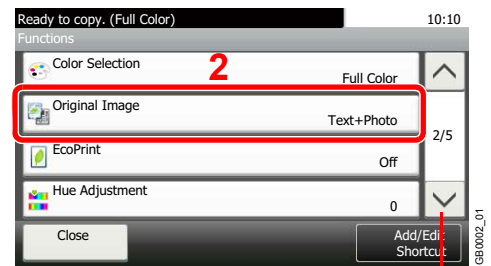 Ready to copy. (Full Color) 10:10
Functions
Color Selection
2
Full Color
Original Image
Text+Photo
2/5
EcoPrint
Off
Hue Adjustment
0
Close
Add/Edit
Shortcut
GB0002_01